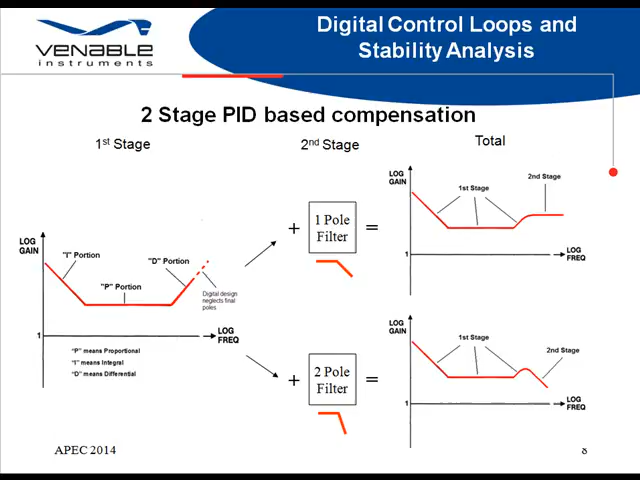 VENABLE
instruments
Digital Control Loops and
Stability Analysis
2 Stage PID based compensation
1st Stage
2nd Stage
Total
LOG
GAIN
"I" Portion
"P" Portion
"D" Portion
Digital design
neglects final
poles
1
LOG
FREQ
"P" means Proportional
"I" means Integral
"D" means Differential
+
1 Pole
Filter
=
LOG
GAIN
1st Stage
2nd Stage
1
LOG
FREQ
+
2 Pole
Filter
=
LOG
GAIN
1st Stage
2nd Stage
1
LOG
FREQ
APEC 2014
8